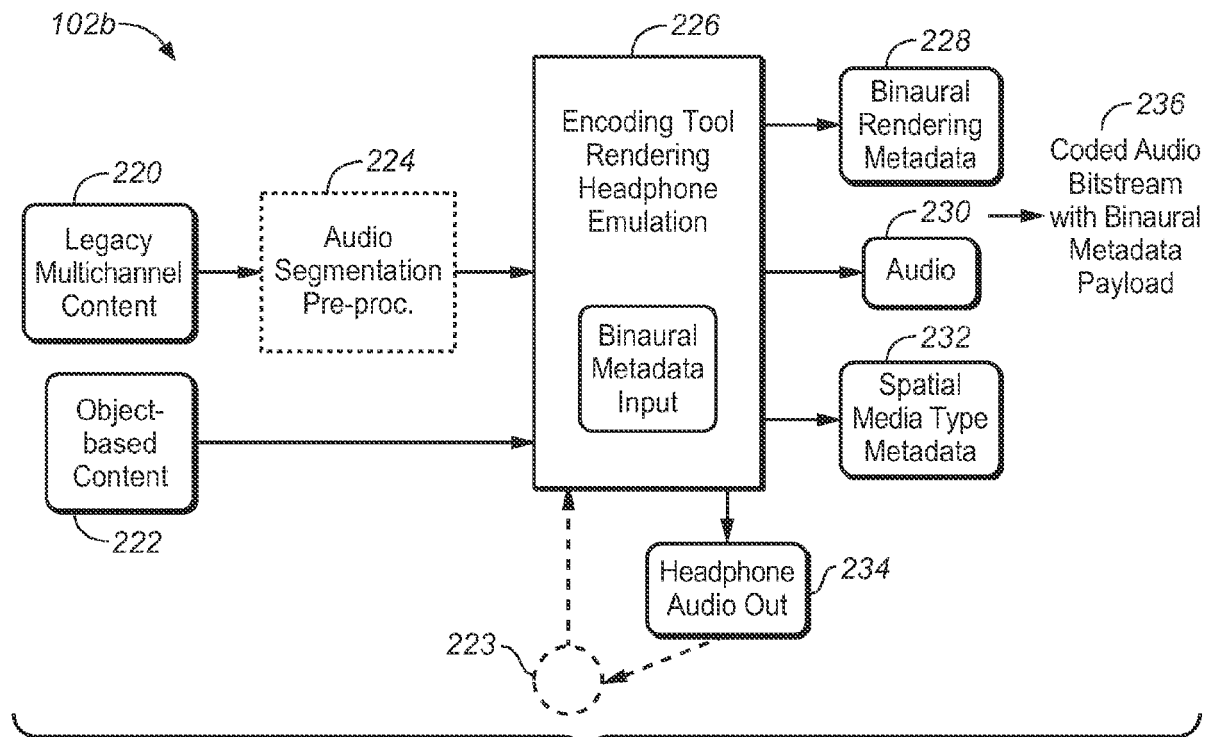 102b
226
228
Binaural
Rendering
Metadata
236
Coded Audio
Bitstream
with Binaural
Metadata
Payload
Encoding Tool
Rendering
Headphone
Emulation
220
Legacy
Multichannel
Content
224
Audio
Segmentation
Pre-proc.
230
Audio
Binaural
Metadata
Input
232
Spatial
Media Type
Metadata
Object-
based
Content
222
Headphone
Audio Out
234
223